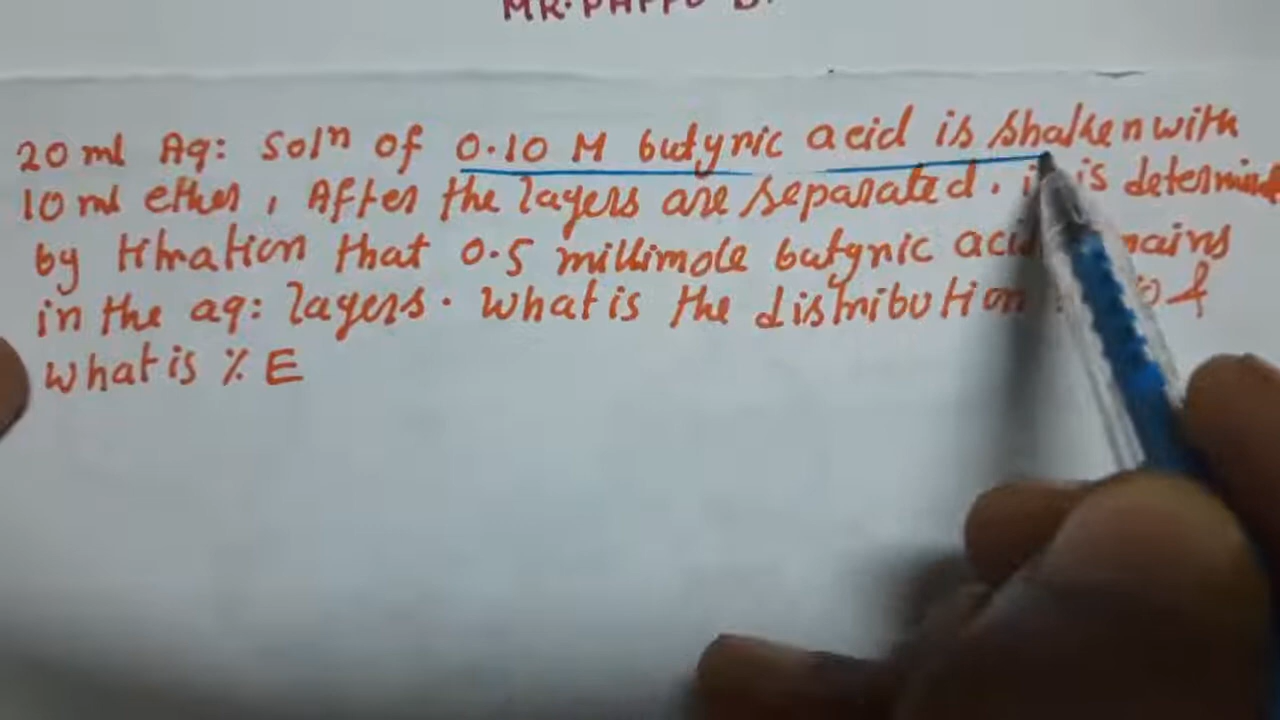 20 ml Aq: Solⁿ of 0.10 M butyric acid is shaken with
10 ml ether, After the layers are separated. is determined
by titration that 0.5 millimole butyric
in the aq: layers. What is the distribution
What is % E